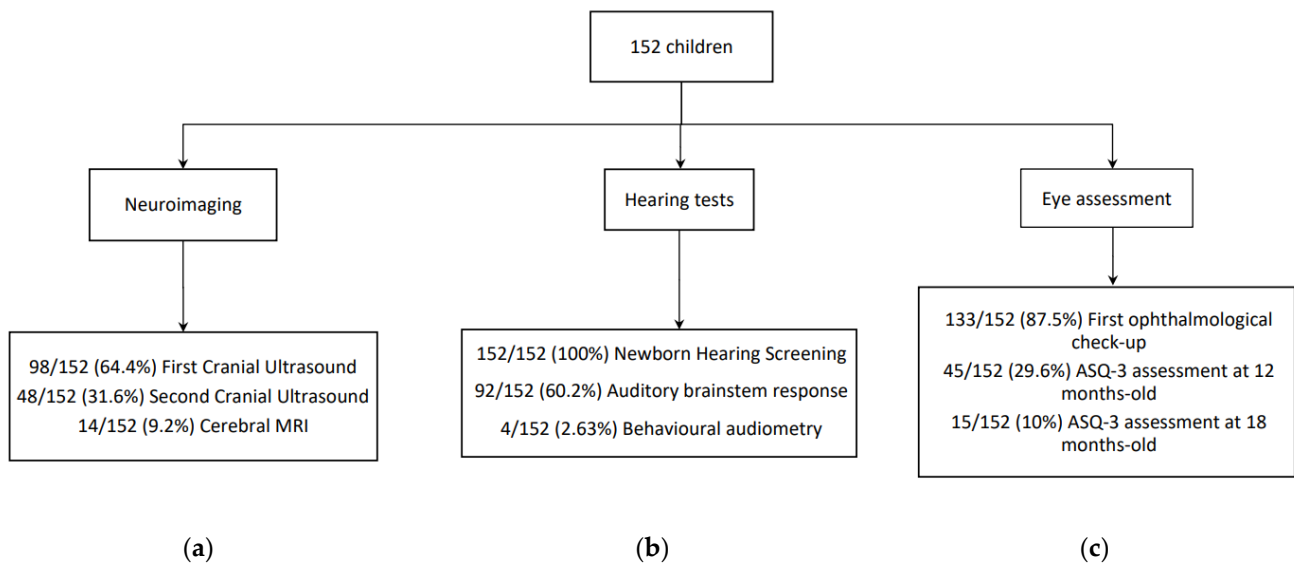 152 children
Neuroimaging
Hearing tests
Eye assessment
98/152 (64.4%) First Cranial Ultrasound
48/152 (31.6%) Second Cranial Ultrasound
14/152 (9.2%) Cerebral MRI
152/152 (100%) Newborn Hearing Screening
92/152 (60.2%) Auditory brainstem response
4/152 (2.63%) Behavioural audiometry
133/152 (87.5%) First ophthalmological
check-up
45/152 (29.6%) ASQ-3 assessment at 12
months-old
15/152 (10%) ASQ-3 assessment at 18
months-old
(a)
(b)
(c)